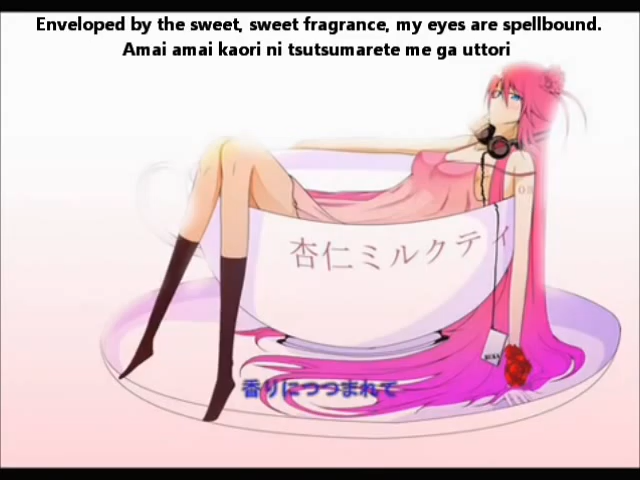 Enveloped by the sweet, sweet fragrance, my eyes are spellbound.
Amai amai kaori ni tsutsumarete me ga uttori
03
杏仁ミルクティ
香りにつつまれて